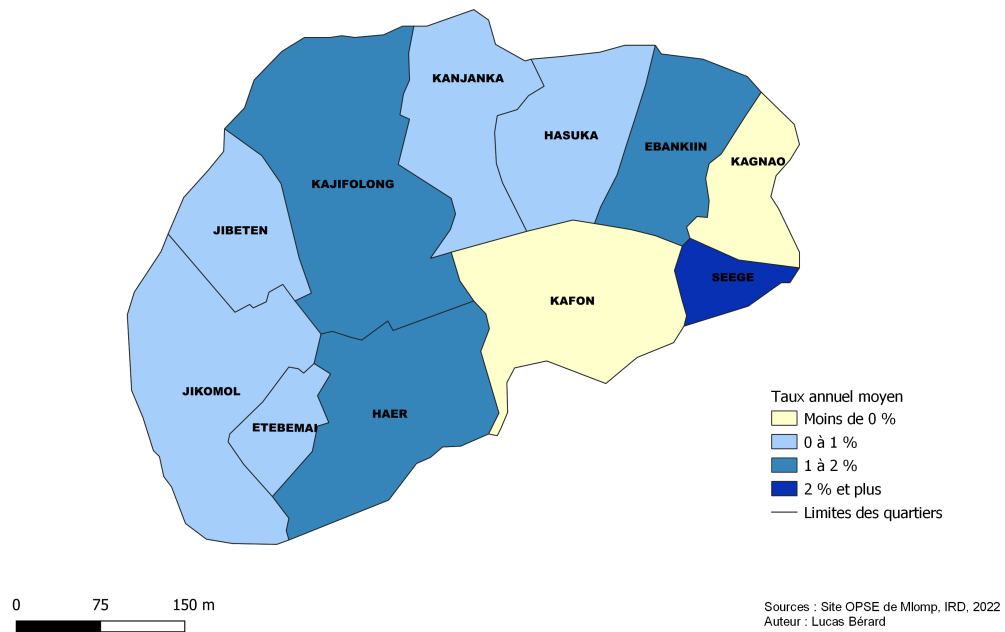 KANJANKA
HASUKA
EBANKIIN
KAGNAO
KAJIFOLONG
JIBETEN
SEEGE
KAFON
JIKOMOL
HAER
ETEBEMAI
Taux annuel moyen
Moins de 0 %
0 à 1 %
1 à 2 %
2 % et plus
Limites des quartiers
0 75 150 m
Sources : Site OPSE de Mlomp, IRD, 2022
Auteur : Lucas Bérard